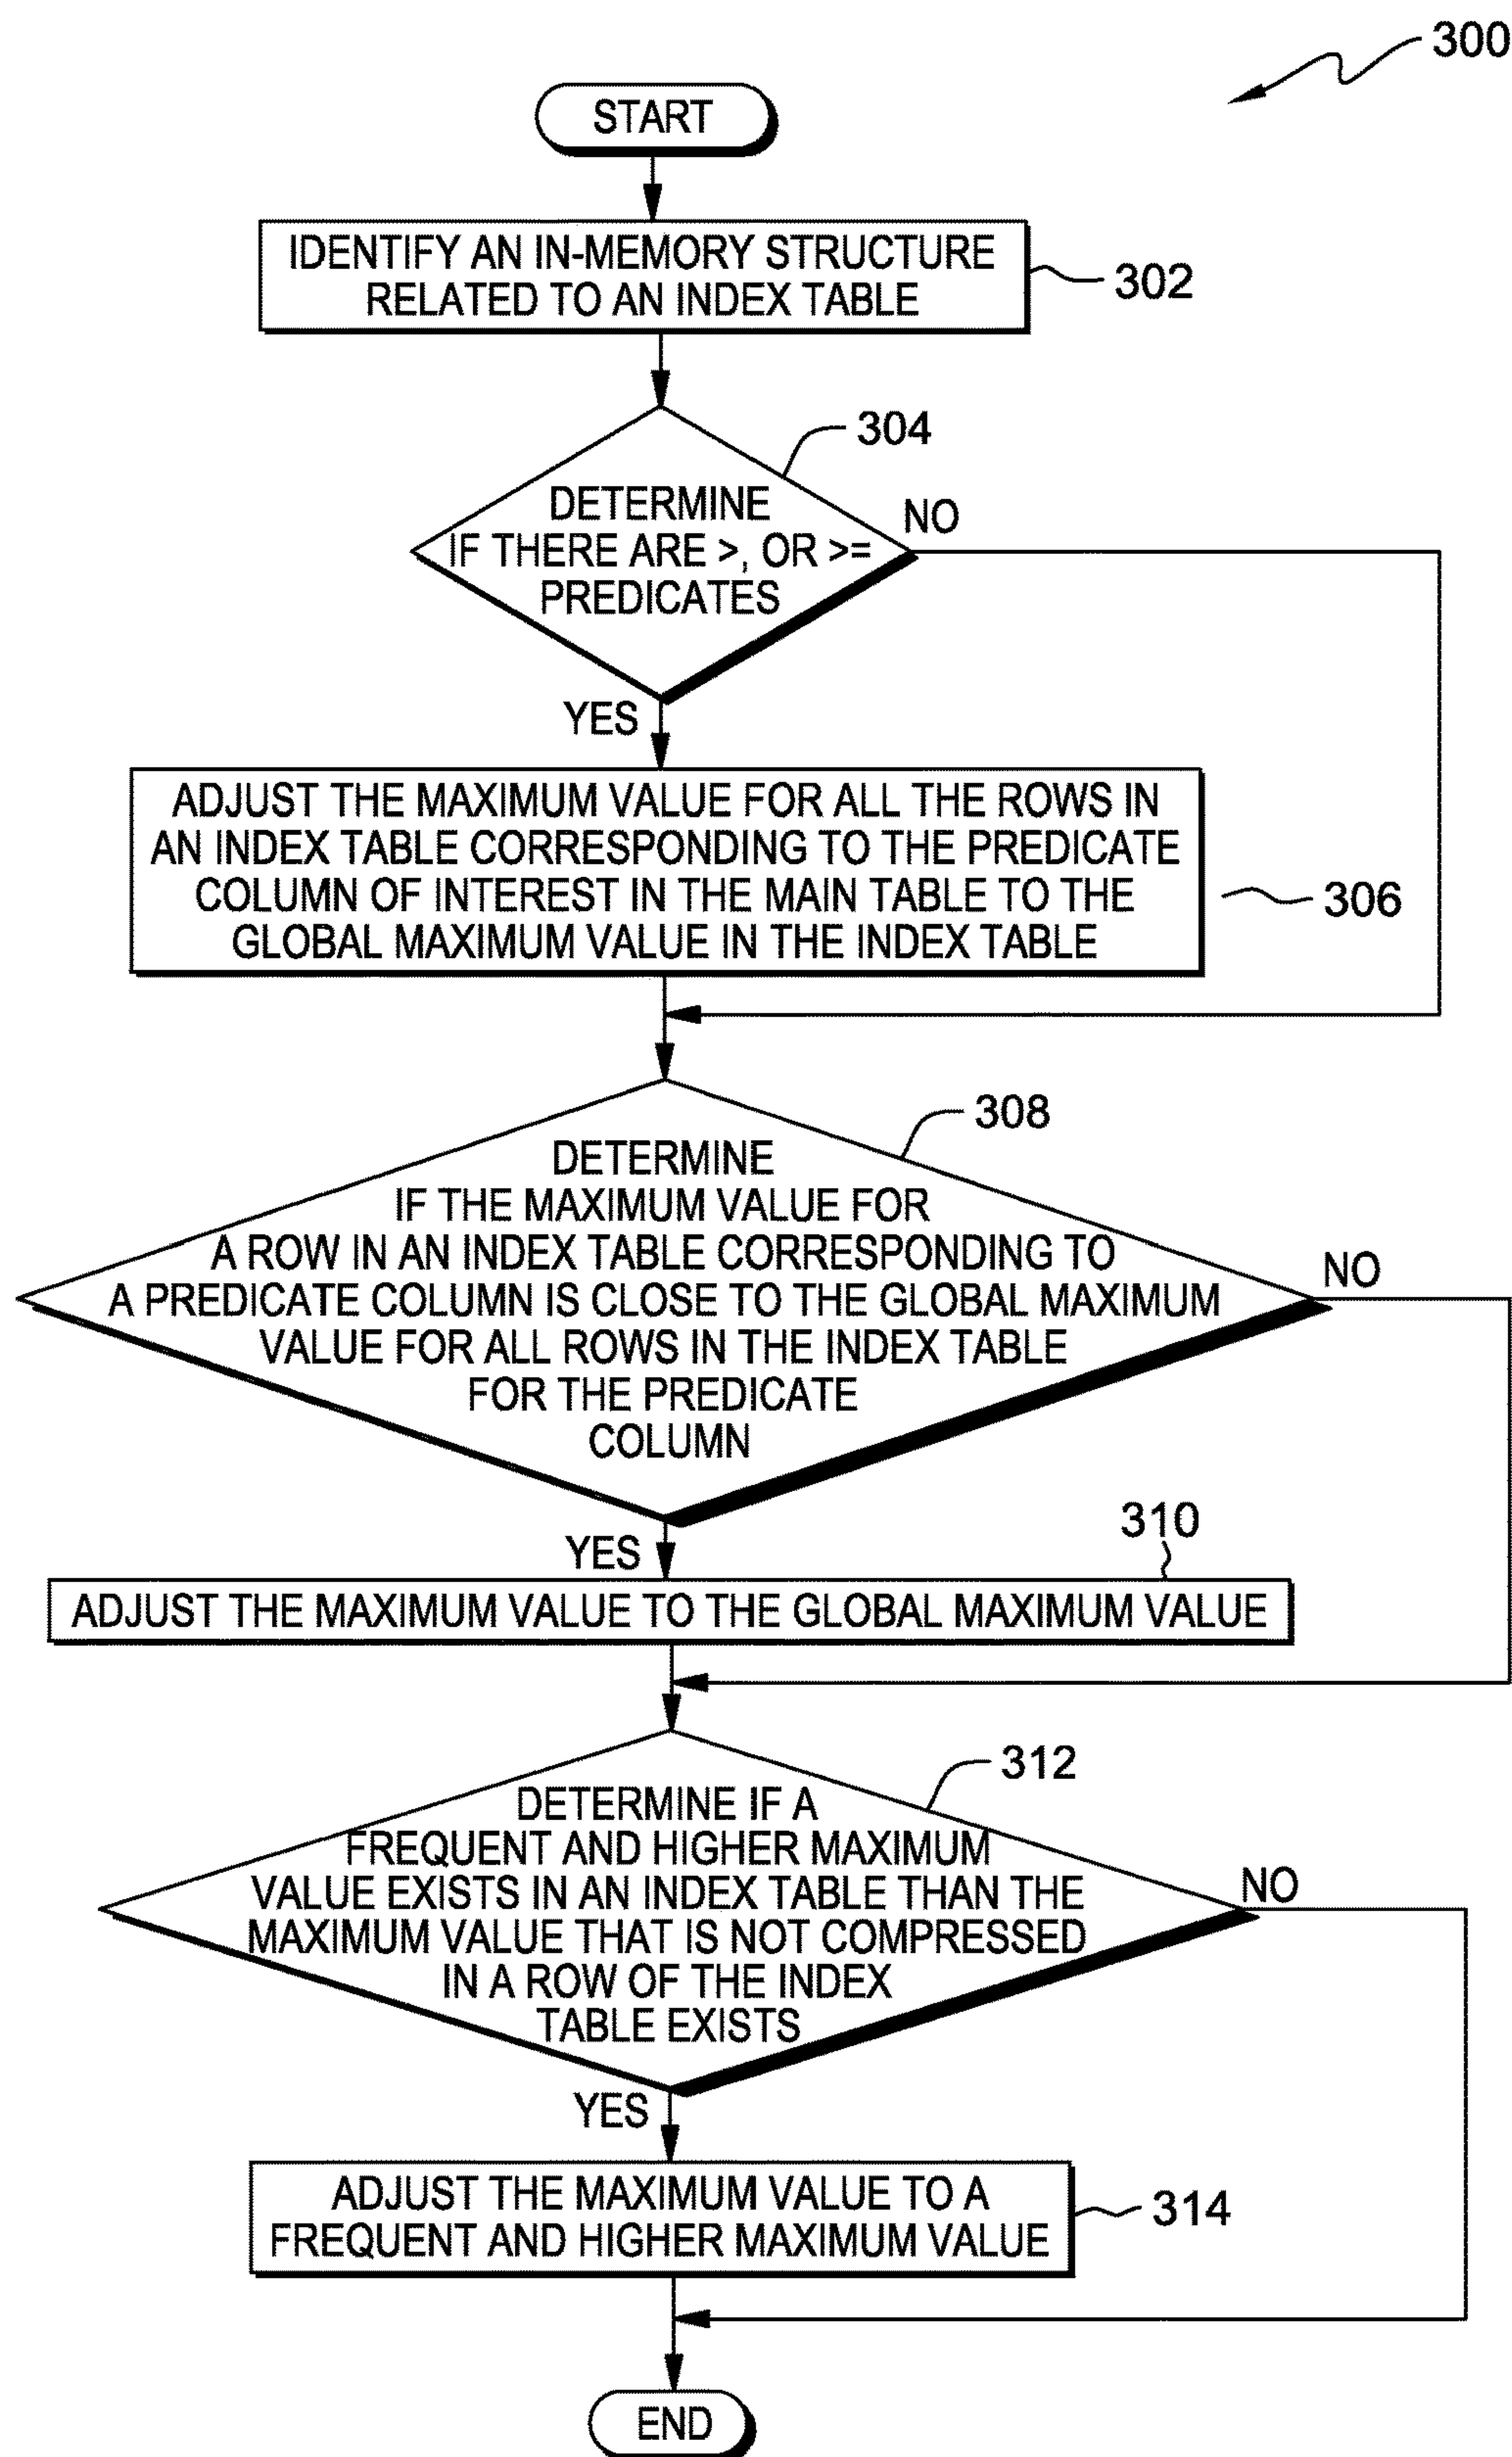 300
START
IDENTIFY AN IN-MEMORY STRUCTURE
RELATED TO AN INDEX TABLE
302
304
DETERMINE
IF THERE ARE >, OR >=
PREDICATES
NO
YES
ADJUST THE MAXIMUM VALUE FOR ALL THE ROWS IN
AN INDEX TABLE CORRESPONDING TO THE PREDICATE
COLUMN OF INTEREST IN THE MAIN TABLE TO THE
GLOBAL MAXIMUM VALUE IN THE INDEX TABLE
306
308
DETERMINE
IF THE MAXIMUM VALUE FOR
A ROW IN AN INDEX TABLE CORRESPONDING TO
A PREDICATE COLUMN IS CLOSE TO THE GLOBAL MAXIMUM
VALUE FOR ALL ROWS IN THE INDEX TABLE
FOR THE PREDICATE
COLUMN
NO
YES
310
ADJUST THE MAXIMUM VALUE TO THE GLOBAL MAXIMUM VALUE
312
DETERMINE IF A
FREQUENT AND HIGHER MAXIMUM
VALUE EXISTS IN AN INDEX TABLE THAN THE
MAXIMUM VALUE THAT IS NOT COMPRESSED
IN A ROW OF THE INDEX
TABLE EXISTS
NO
YES
ADJUST THE MAXIMUM VALUE TO A
FREQUENT AND HIGHER MAXIMUM VALUE
314
END